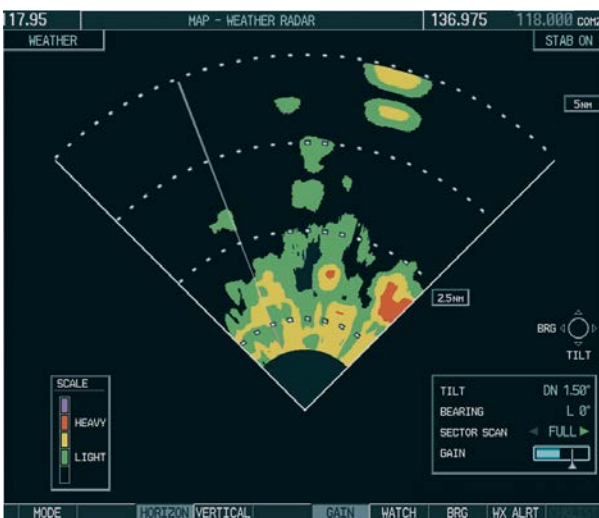 117.95 MAP - WEATHER RADAR 136.975 118.000 COM2
WEATHER STAB ON
5NM
2.5NM
BRG
TILT
SCALE
HEAVY
LIGHT
TILT DN 1.50°
BEARING L 0°
SECTOR SCAN FULL
GAIN
MODE HORIZON VERTICAL GAIN WATCH BRG WX ALRT